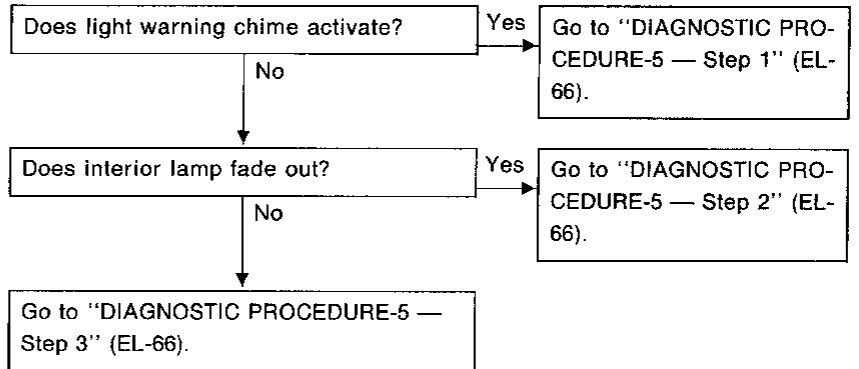 Does light warning chime activate?
Yes
Go to "DIAGNOSTIC PRO-
CEDURE-5 — Step 1" (EL-
66).
No
Does interior lamp fade out?
Yes
Go to "DIAGNOSTIC PRO-
CEDURE-5 — Step 2" (EL-
66).
No
Go to "DIAGNOSTIC PROCEDURE-5 —
Step 3" (EL-66).